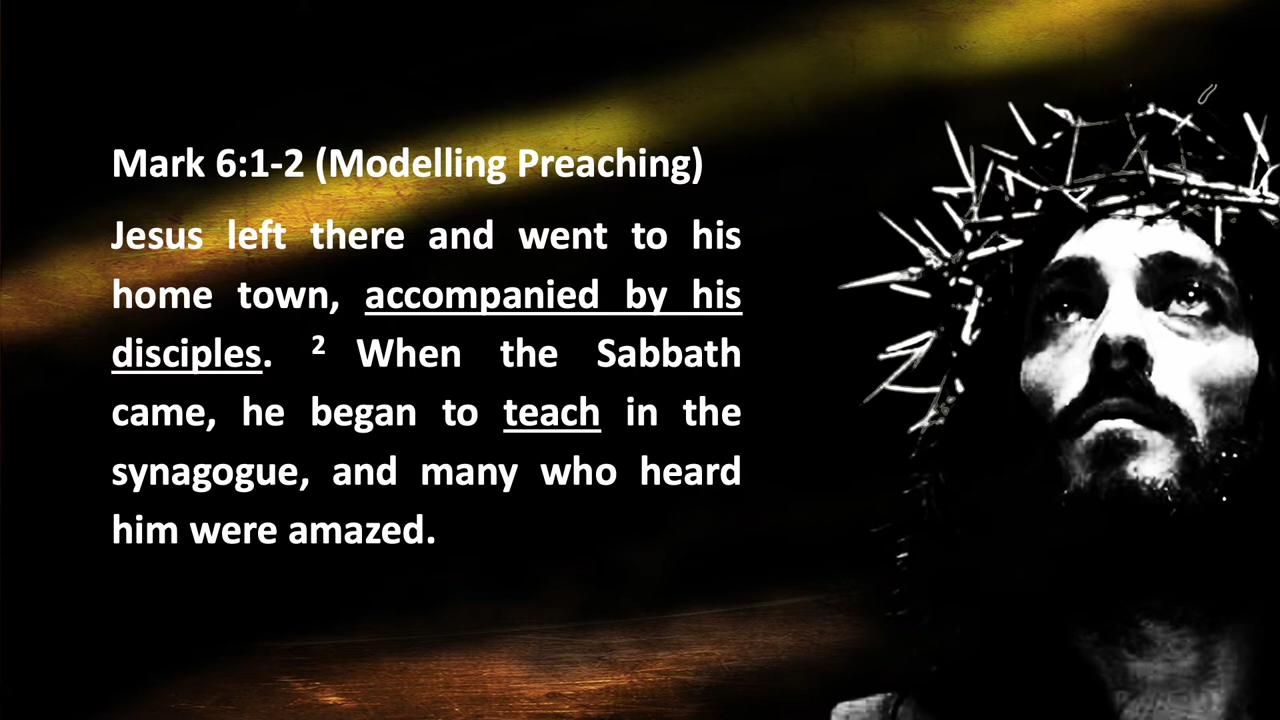 Mark 6:1-2 (Modelling Preaching)
Jesus left there and went to his
home town, accompanied by his
disciples. ² When the Sabbath
came, he began to teach in the
synagogue, and many who heard
him were amazed.